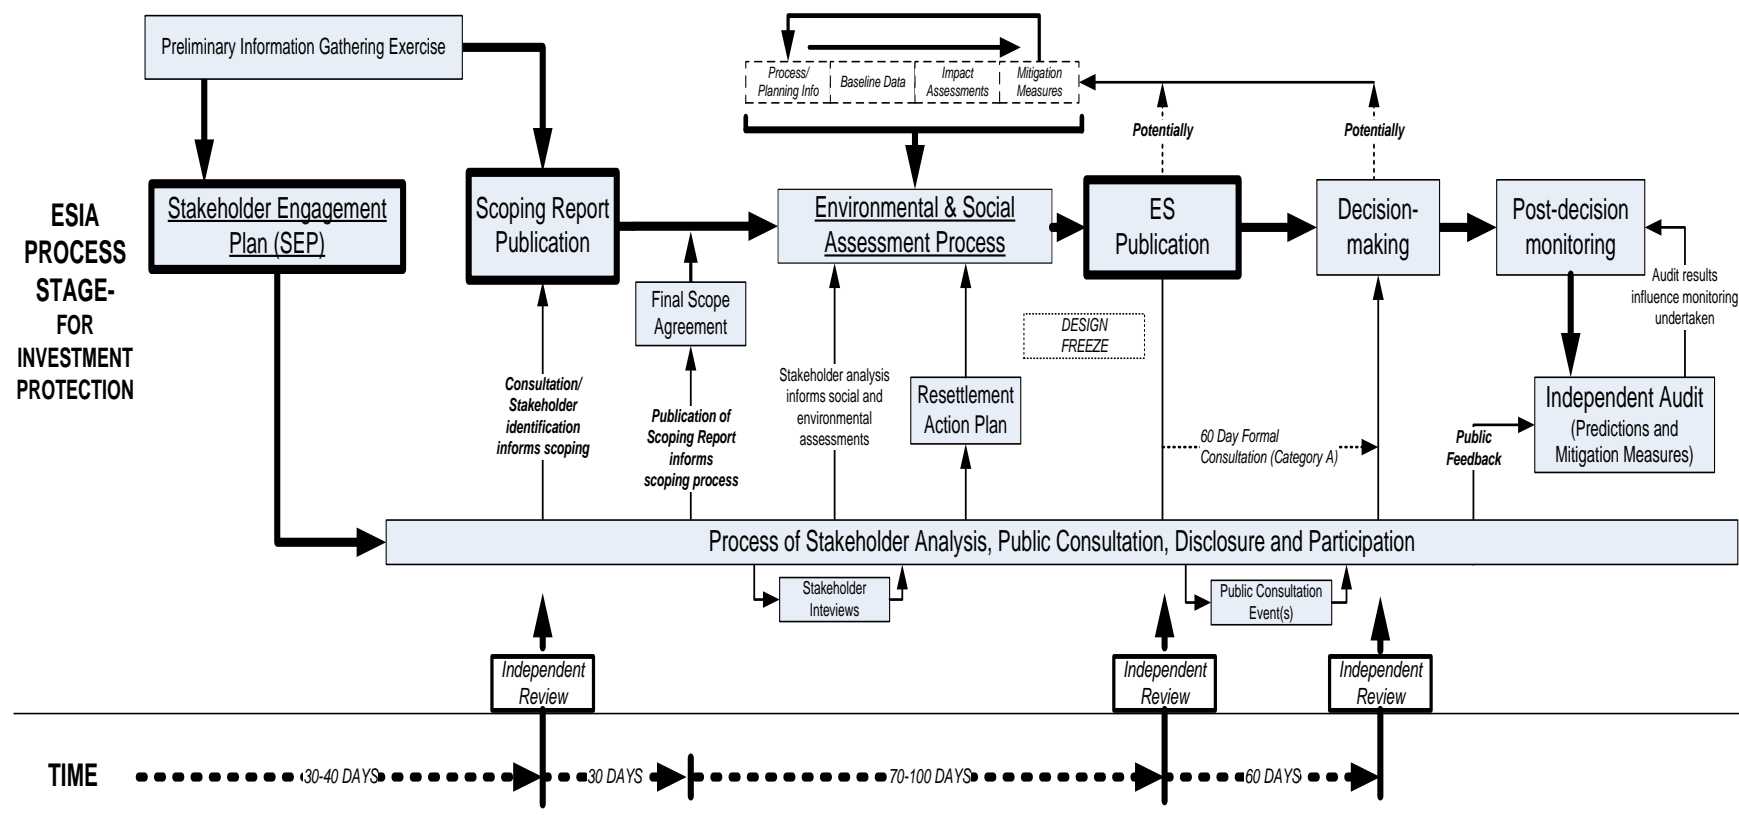 Preliminary Information Gathering Exercise
Process/
Planning Info
Baseline Data
Impact
Assessments
Mitigation
Measures
Potentially
Potentially
ESIA
PROCESS
STAGE-
FOR
INVESTMENT
PROTECTION
Stakeholder Engagement
Plan (SEP)
Scoping Report
Publication
Environmental & Social
Assessment Process
ES
Publication
Decision-
making
Post-decision
monitoring
Final Scope
Agreement
DESIGN
FREEZE
Audit results
influence monitoring
undertaken
Consultation/
Stakeholder
identification
informs scoping
Publication of
Scoping Report
informs
scoping process
Stakeholder analysis
informs social and
environmental
assessments
Resettlement
Action Plan
60 Day Formal
Consultation (Category A)
Public
Feedback
Independent Audit
(Predictions and
Mitigation Measures)
Process of Stakeholder Analysis, Public Consultation, Disclosure and Participation
Stakeholder
Inteviews
Public Consultation
Event(s)
Independent
Review
Independent
Review
Independent
Review
TIME
30-40 DAYS
30 DAYS
70-100 DAYS
60 DAYS